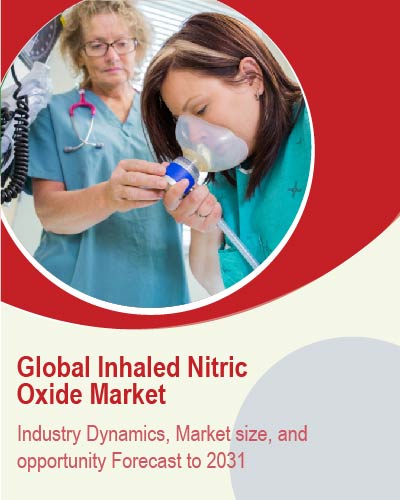 Global Inhaled Nitric
Oxide Market
Industry Dynamics, Market size, and
opportunity Forecast to 2031